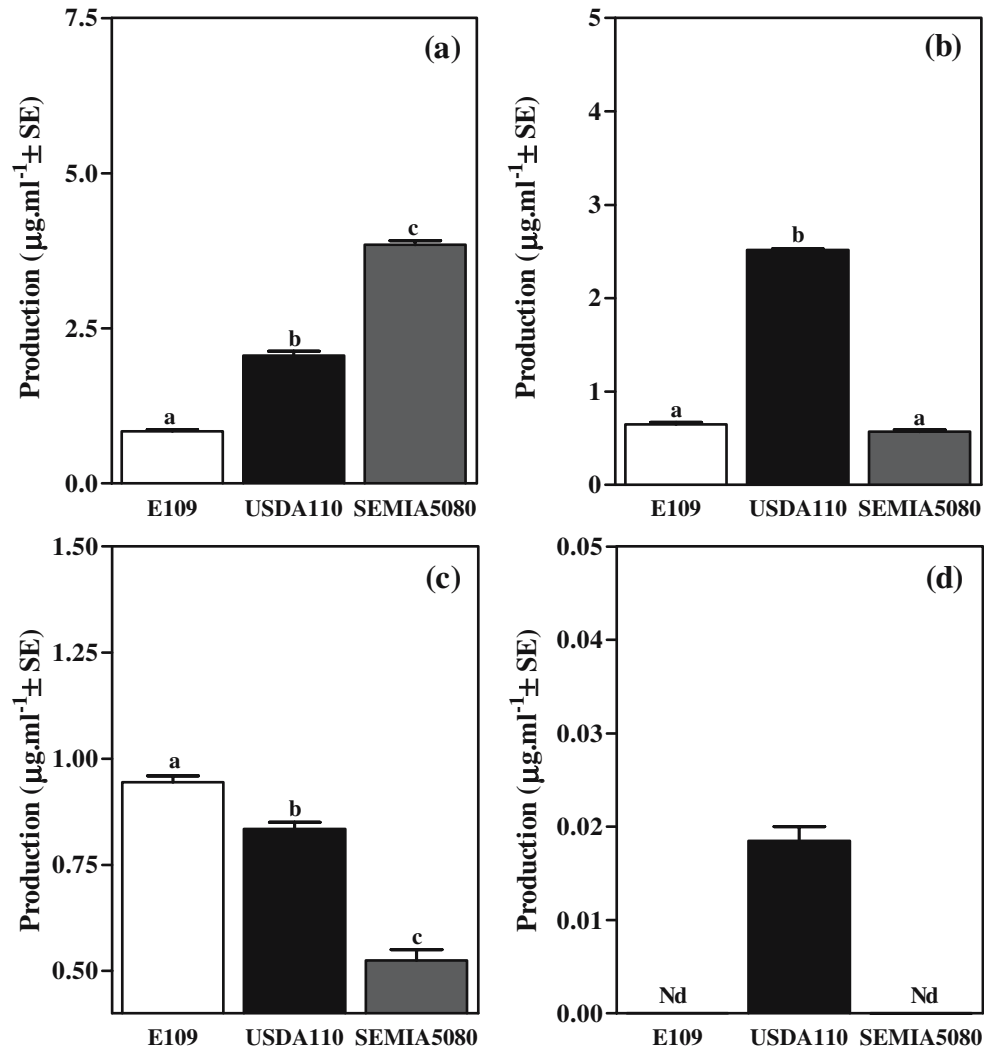 (a)
Production (µg.ml⁻¹± SE)
7.5
5.0
2.5
0.0
a
b
c
E109 USDA110 SEMIA5080
(b)
Production (µg.ml⁻¹± SE)
5
4
3
2
1
0
a
b
a
E109 USDA110 SEMIA5080
(c)
Production (µg.ml⁻¹± SE)
1.50
1.25
1.00
0.75
0.50
a
b
c
E109 USDA110 SEMIA5080
(d)
Production (µg.ml⁻¹± SE)
0.05
0.04
0.03
0.02
0.01
0.00
Nd
Nd
E109 USDA110 SEMIA5080